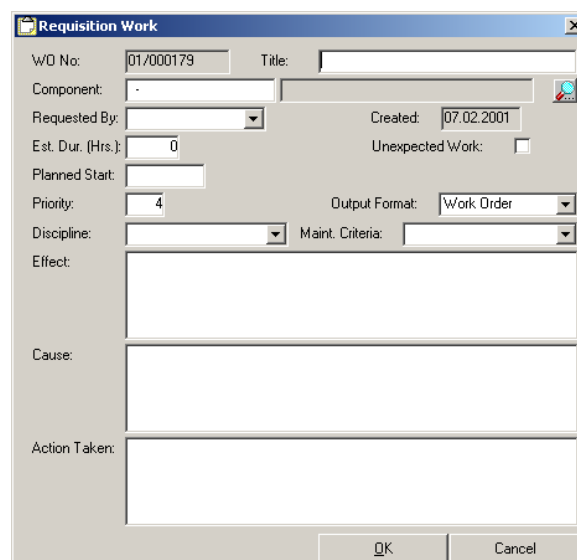 Requisition Work
WO No: 01/000179 Title:
Component: -
Requested By: Created: 07.02.2001
Est. Dur. (Hrs.): 0 Unexpected Work:
Planned Start:
Priority: 4 Output Format: Work Order
Discipline: Maint. Criteria:
Effect:
Cause:
Action Taken:
OK Cancel